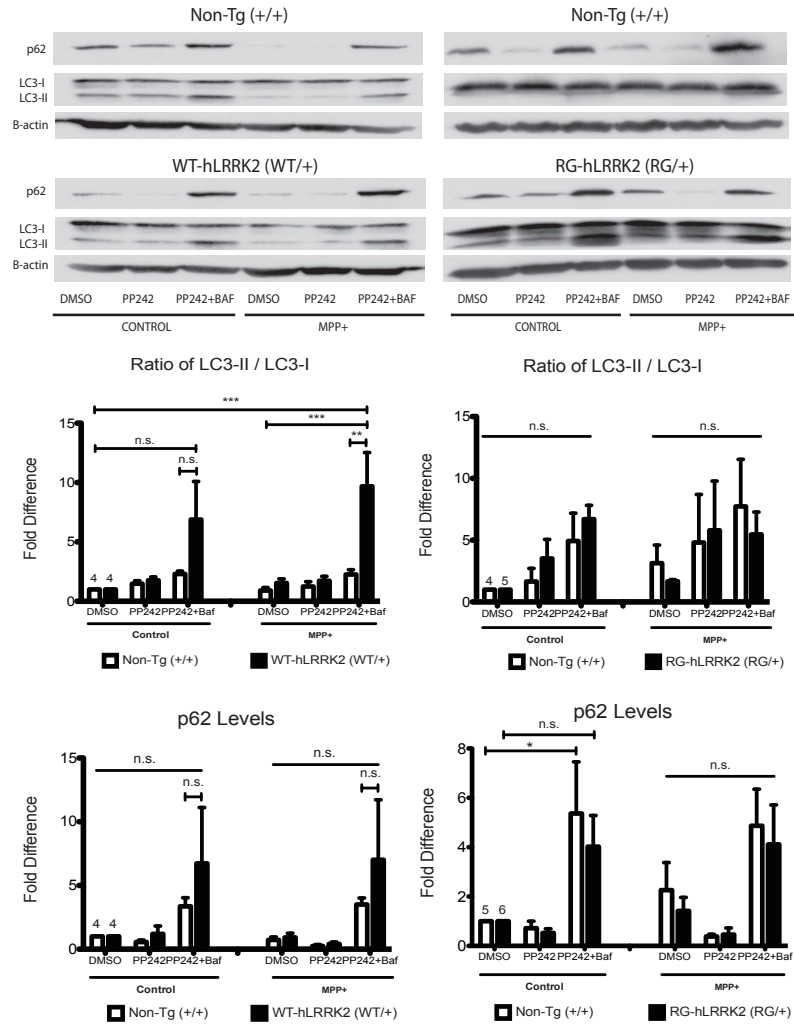 Non-Tg (+/+)
p62
LC3-I
LC3-II
B-actin
WT-hLRRK2 (WT/+)
p62
LC3-I
LC3-II
B-actin
DMSO PP242 PP242+BAF DMSO PP242 PP242+BAF
CONTROL MPP+
Non-Tg (+/+)
RG-hLRRK2 (RG/+)
DMSO PP242 PP242+BAF DMSO PP242 PP242+BAF
CONTROL MPP+
Ratio of LC3-II / LC3-I
Fold Difference
15
10
5
0
***
***
n.s.
**
n.s.
4 4
DMSO PP242 PP242+Baf DMSO PP242 PP242+Baf
Control MPP+
Non-Tg (+/+) WT-hLRRK2 (WT/+)
Ratio of LC3-II / LC3-I
Fold Difference
15
10
5
0
n.s. n.s.
4 5
DMSO PP242 PP242+Baf DMSO PP242 PP242+Baf
Control MPP+
Non-Tg (+/+) RG-hLRRK2 (RG/+)
p62 Levels
Fold Difference
15
10
5
0
n.s. n.s.
n.s. n.s.
4 4
DMSO PP242 PP242+Baf DMSO PP242 PP242+Baf
Control MPP+
Non-Tg (+/+) WT-hLRRK2 (WT/+)
p62 Levels
Fold Difference
8
6
4
2
0
n.s.
*
n.s.
5 6
DMSO PP242 PP242+Baf DMSO PP242 PP242+Baf
Control MPP+
Non-Tg (+/+) RG-hLRRK2 (RG/+)